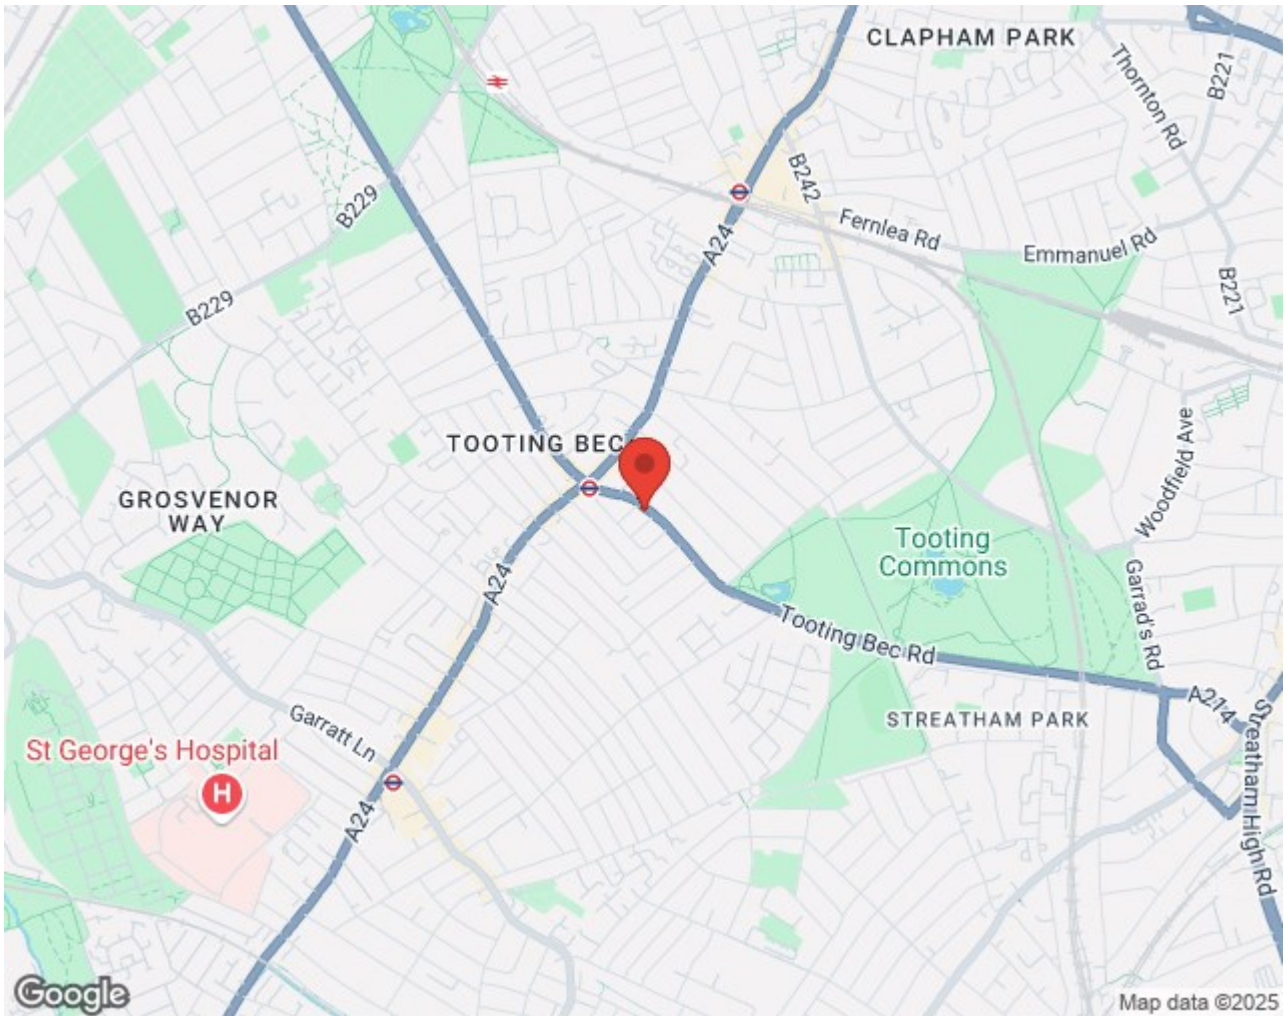 CLAPHAM PARK
Thornton Rd
B221
B242
B229
Fernlea Rd
Emmanuel Rd
A24
B221
B229
TOOTING BEC
Woodfield Ave
GROSVENOR
WAY
Tooting
Commons
A24
Garrad's Rd
Tooting Bec Rd
A214
STREATHAM PARK
Streatham High Rd
Garratt Ln
St George's Hospital
H
A24
Google
Map data ©2025